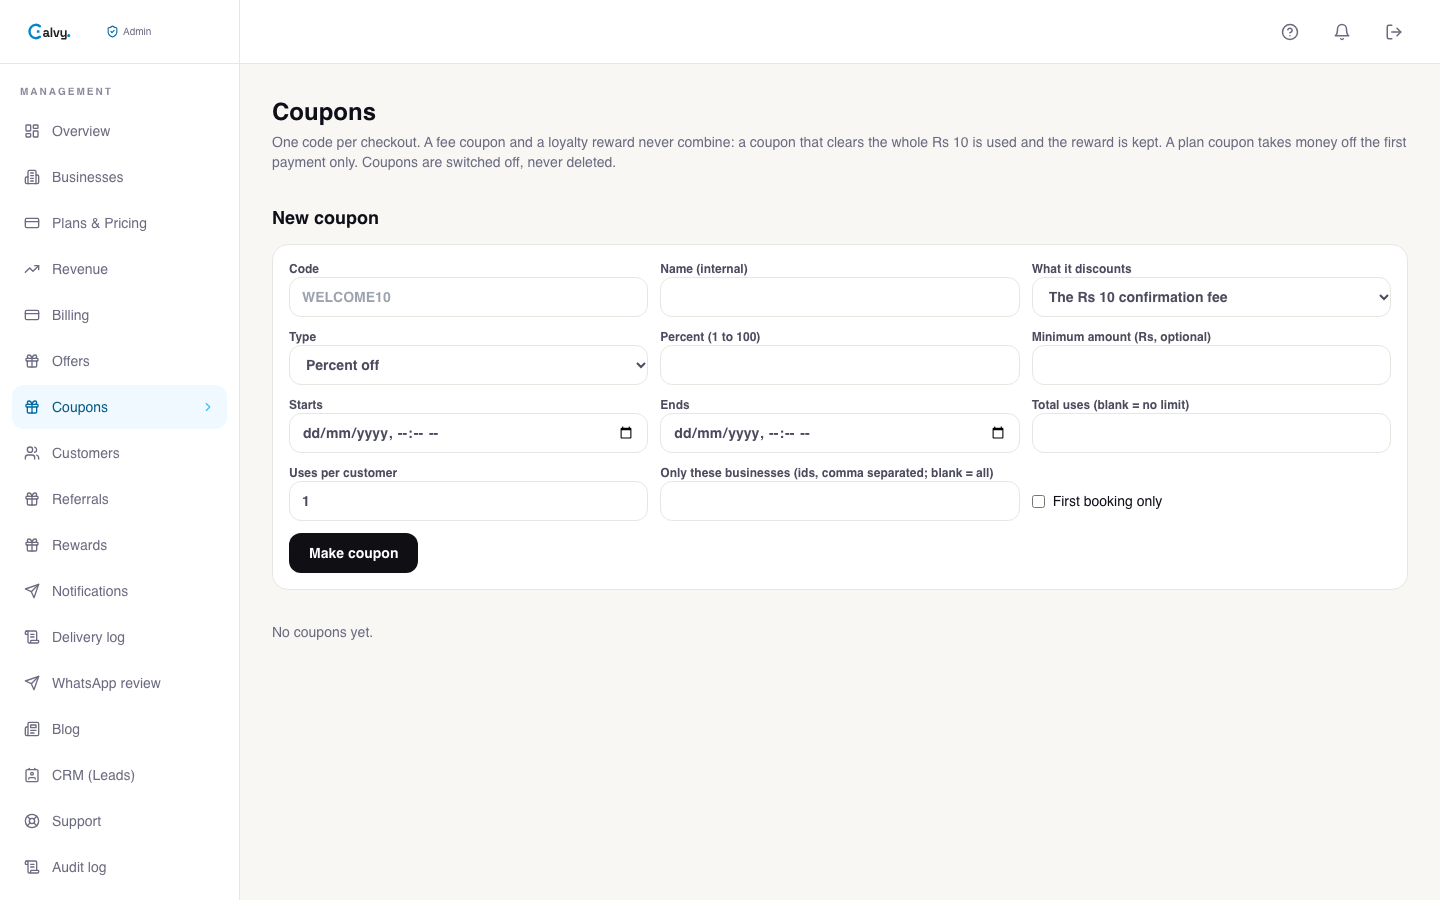 Calvy.
Admin
MANAGEMENT
Overview
Businesses
Plans & Pricing
Revenue
Billing
Offers
Coupons
Customers
Referrals
Rewards
Notifications
Delivery log
WhatsApp review
Blog
CRM (Leads)
Support
Audit log
Coupons
One code per checkout. A fee coupon and a loyalty reward never combine: a coupon that clears the whole Rs 10 is used and the reward is kept. A plan coupon takes money off the first
payment only. Coupons are switched off, never deleted.
New coupon
Code
WELCOME10
Name (internal)
What it discounts
The Rs 10 confirmation fee
Type
Percent off
Percent (1 to 100)
Minimum amount (Rs, optional)
Starts
dd/mm/yyyy, --:-- --
Ends
dd/mm/yyyy, --:-- --
Total uses (blank = no limit)
Uses per customer
1
Only these businesses (ids, comma separated; blank = all)
First booking only
Make coupon
No coupons yet.